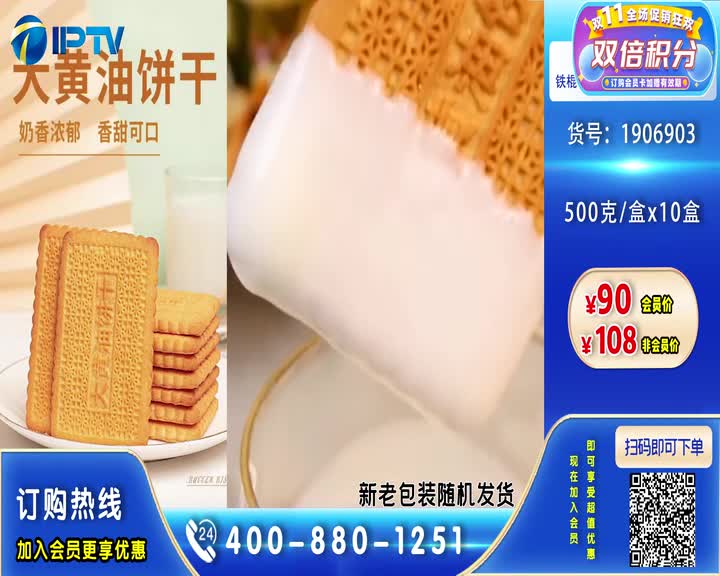 IPTV
大黄油饼干
奶香浓郁 香甜可口
大黄油饼干
新老包装随机发货
双11全场促销狂欢
双倍积分
订购会员卡加赠有效期
铁棍
货号：1906903
500克/盒x10盒
¥90 会员价
¥108 非会员价
订购热线
加入会员更享优惠
24
400-880-1251
现在加入会员
即可享受超值优惠
扫码即可下单